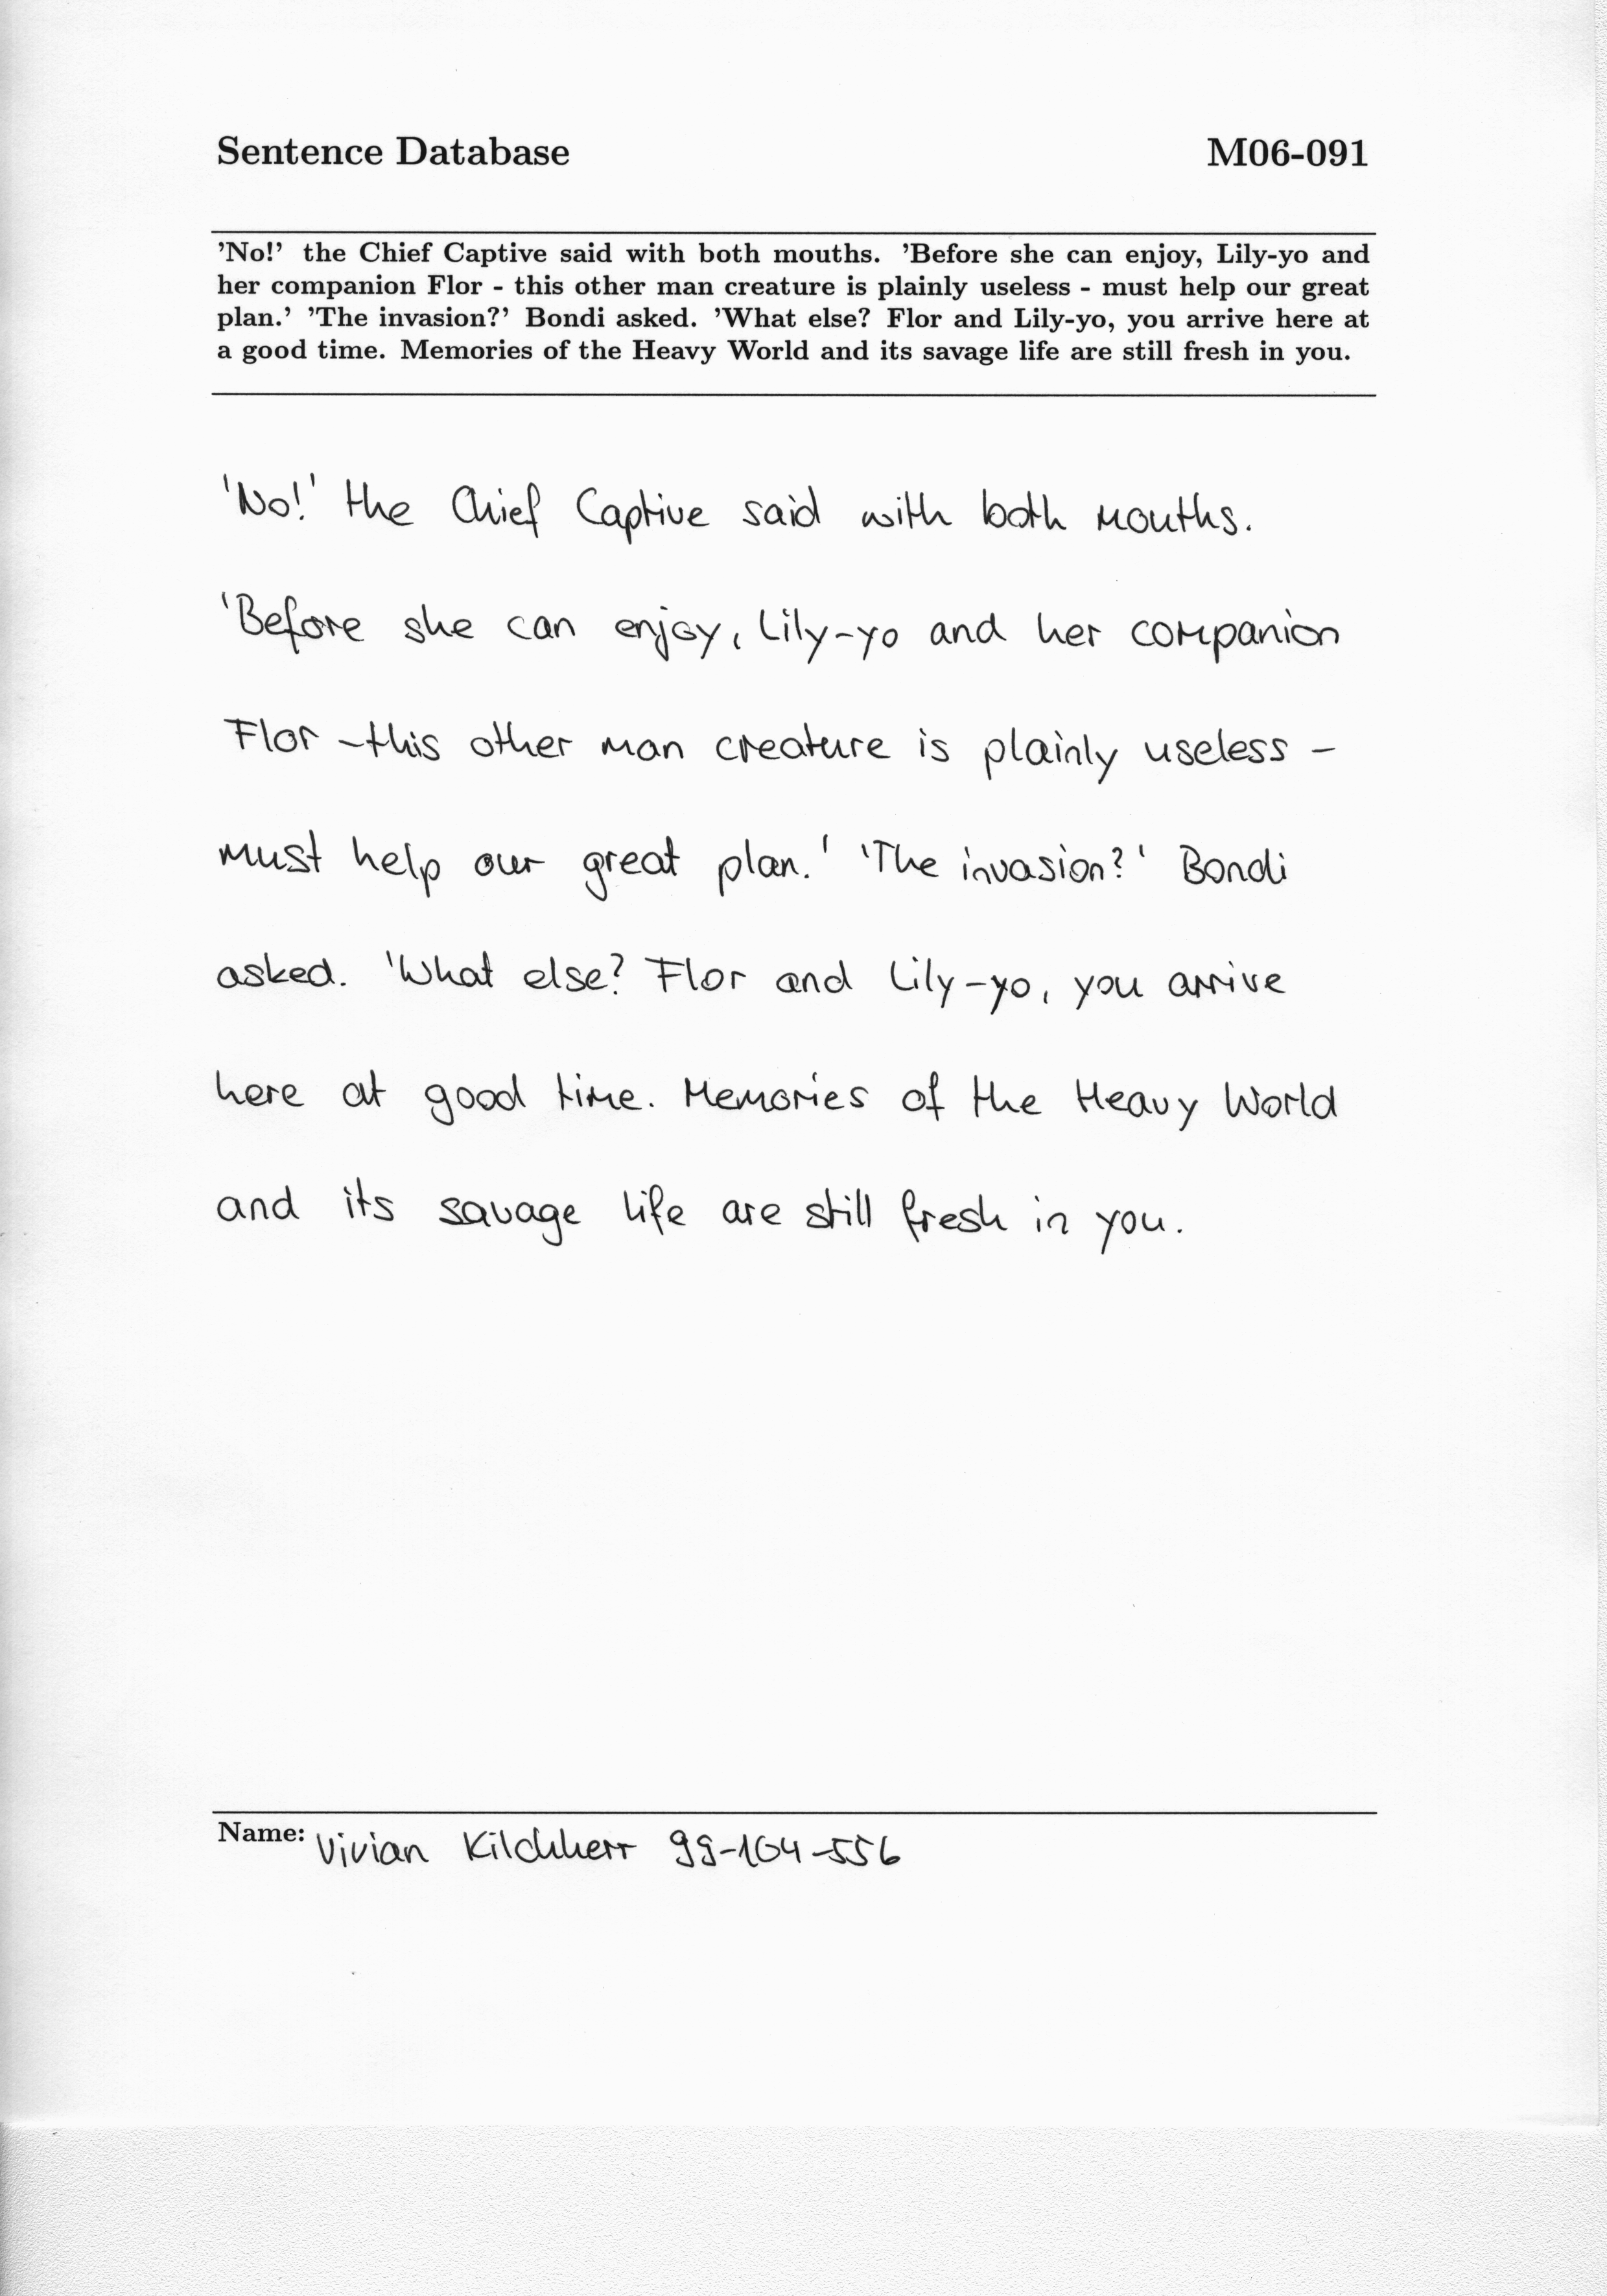 Sentence Database M06-091
'No!' the Chief Captive said with both mouths. 'Before she can enjoy, Lily-yo and
her companion Flor - this other man creature is plainly useless - must help our great
plan.' 'The invasion?' Bondi asked. 'What else? Flor and Lily-yo, you arrive here at
a good time. Memories of the Heavy World and its savage life are still fresh in you.
'No!' the Chief Captive said with both mouths.
'Before she can enjoy, Lily-yo and her companion
Flor - this other man creature is plainly useless -
must help our great plan.' 'The invasion?' Bondi
asked. 'What else? Flor and Lily-yo, you arrive
here at good time. Memories of the Heavy World
and its savage life are still fresh in you.
Name: Vivian Kilchherr 99-104-556